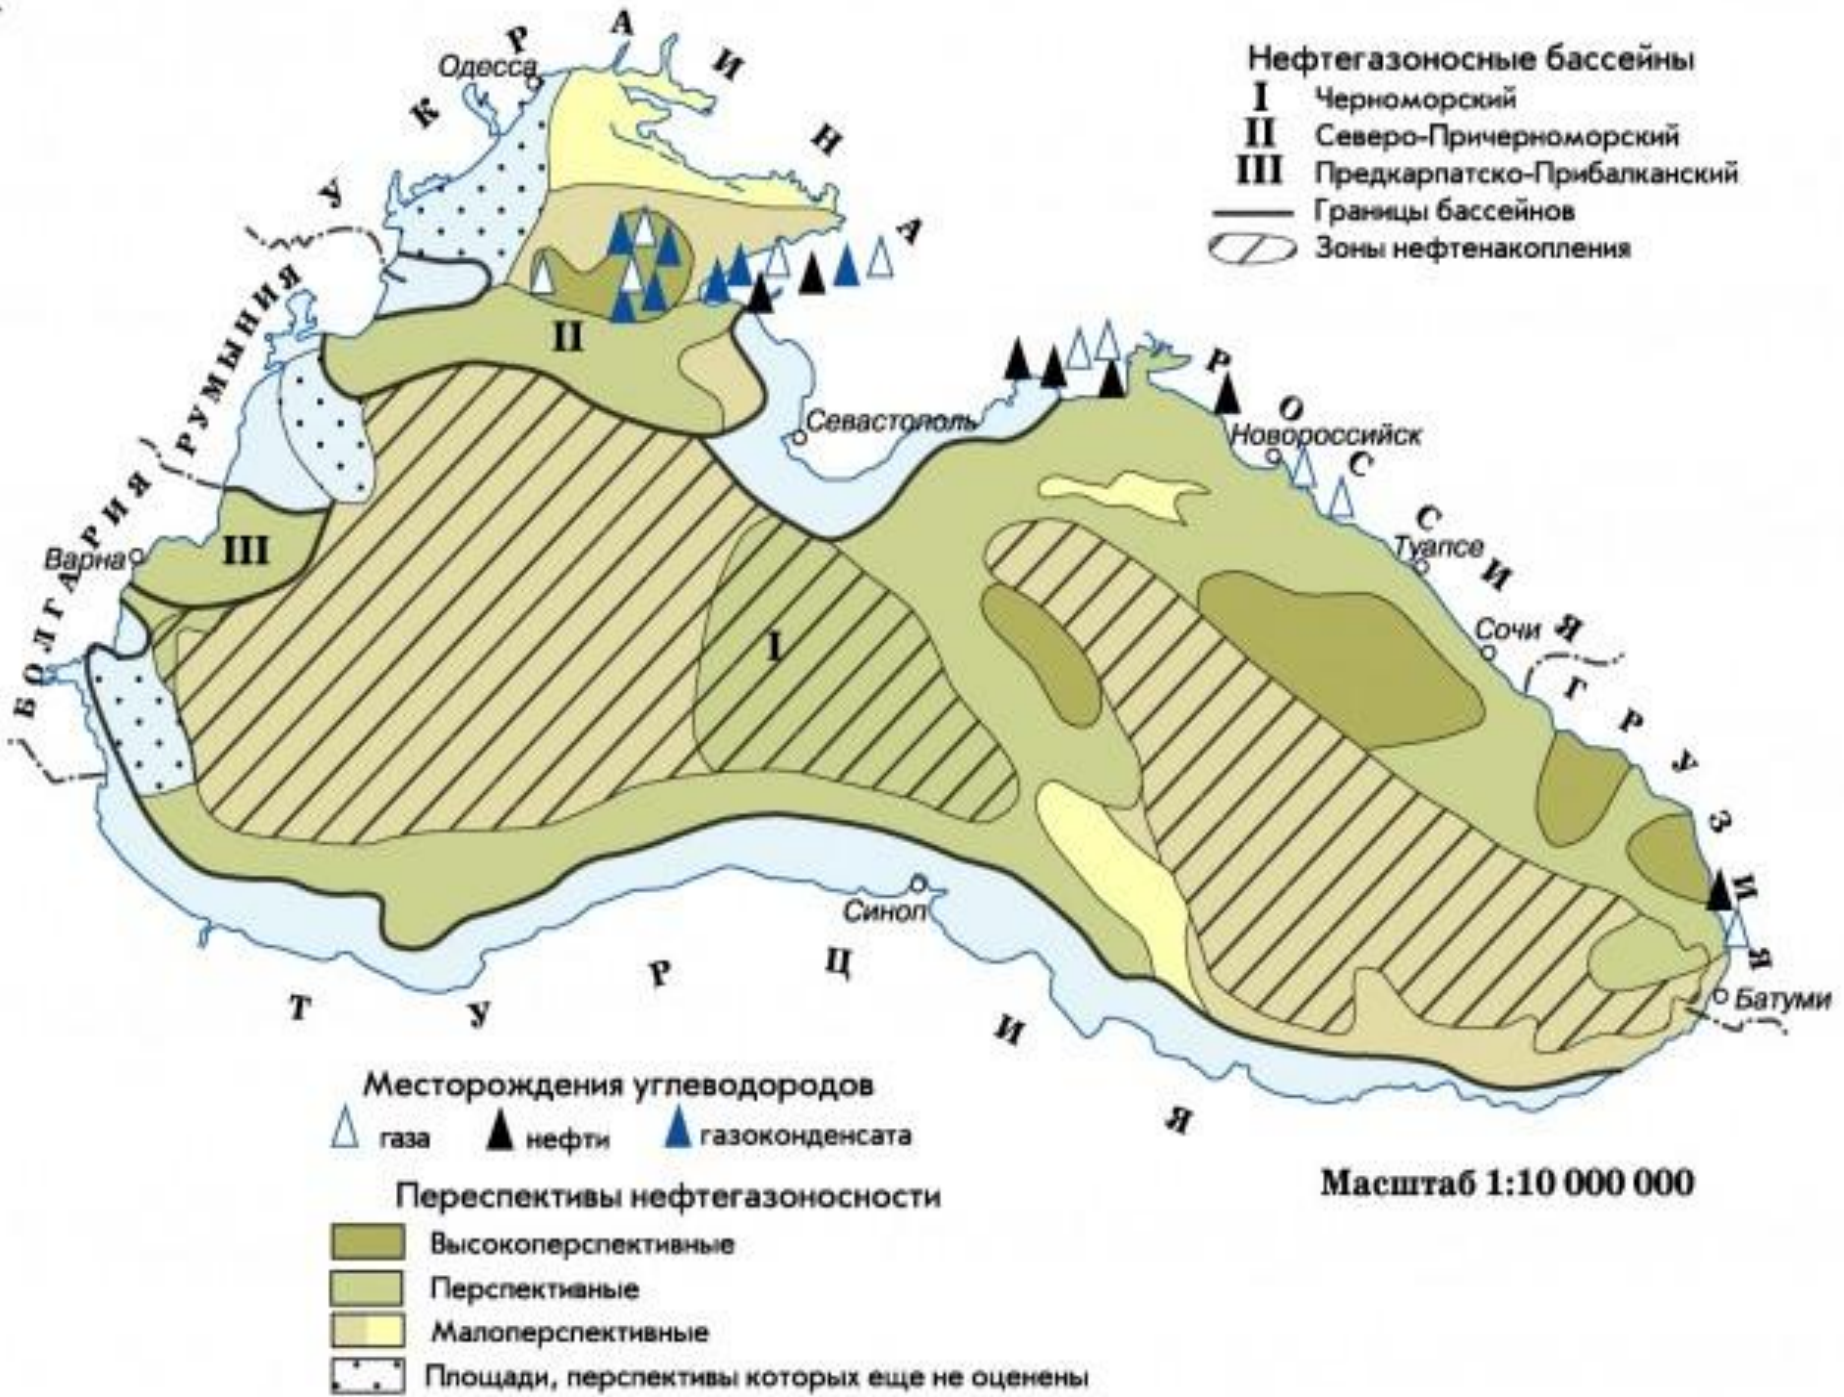 УКРАИНА
Одесса
Нефтегазоносные бассейны
I Черноморский
II Северо-Причерноморский
III Предкарпатско-Прибалканский
Границы бассейнов
Зоны нефтенакопления
РУМЫНИЯ
II
Севастополь
РОССИЯ
Новороссийск
Туапсе
Сочи
БОЛГАРИЯ
Варна
III
I
ГРУЗИЯ
Синоп
Батуми
ТУРЦИЯ
Месторождения углеводородов
газа нефти газоконденсата
Масштаб 1:10 000 000
Переспективы нефтегазоносности
Высокоперспективные
Перспективные
Малоперспективные
Площади, перспективы которых еще не оценены